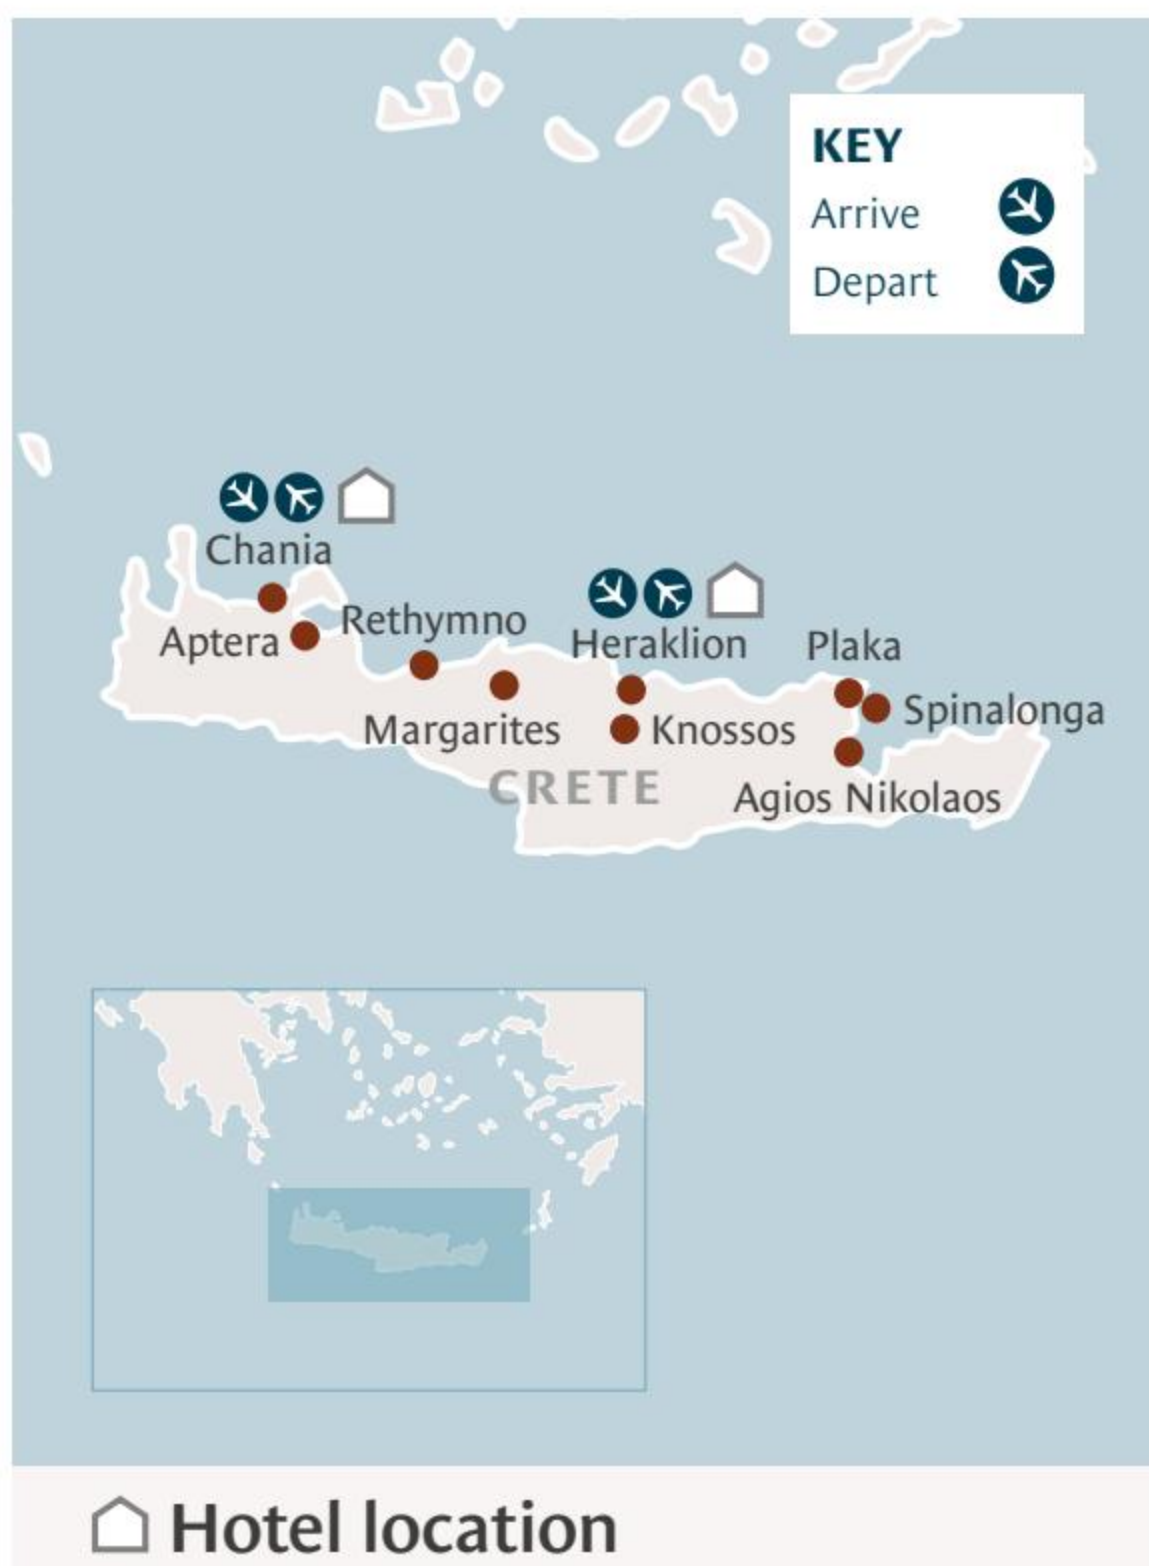 KEY
Arrive
Depart
Chania
Rethymno
Aptera
Heraklion
Plaka
Spinalonga
Margarites
Knossos
CRETE
Agios Nikolaos
Hotel location